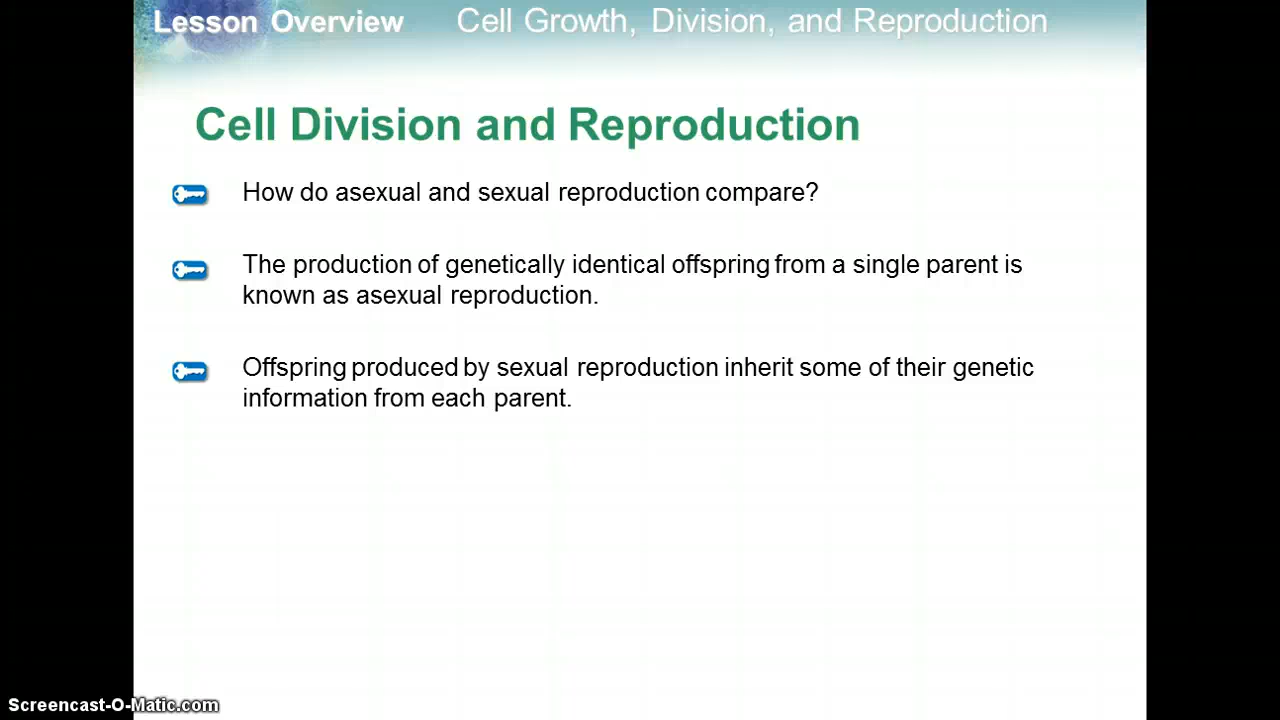 Lesson Overview Cell Growth, Division, and Reproduction
Cell Division and Reproduction
How do asexual and sexual reproduction compare?
The production of genetically identical offspring from a single parent is
known as asexual reproduction.
Offspring produced by sexual reproduction inherit some of their genetic
information from each parent.
Screencast-O-Matic.com